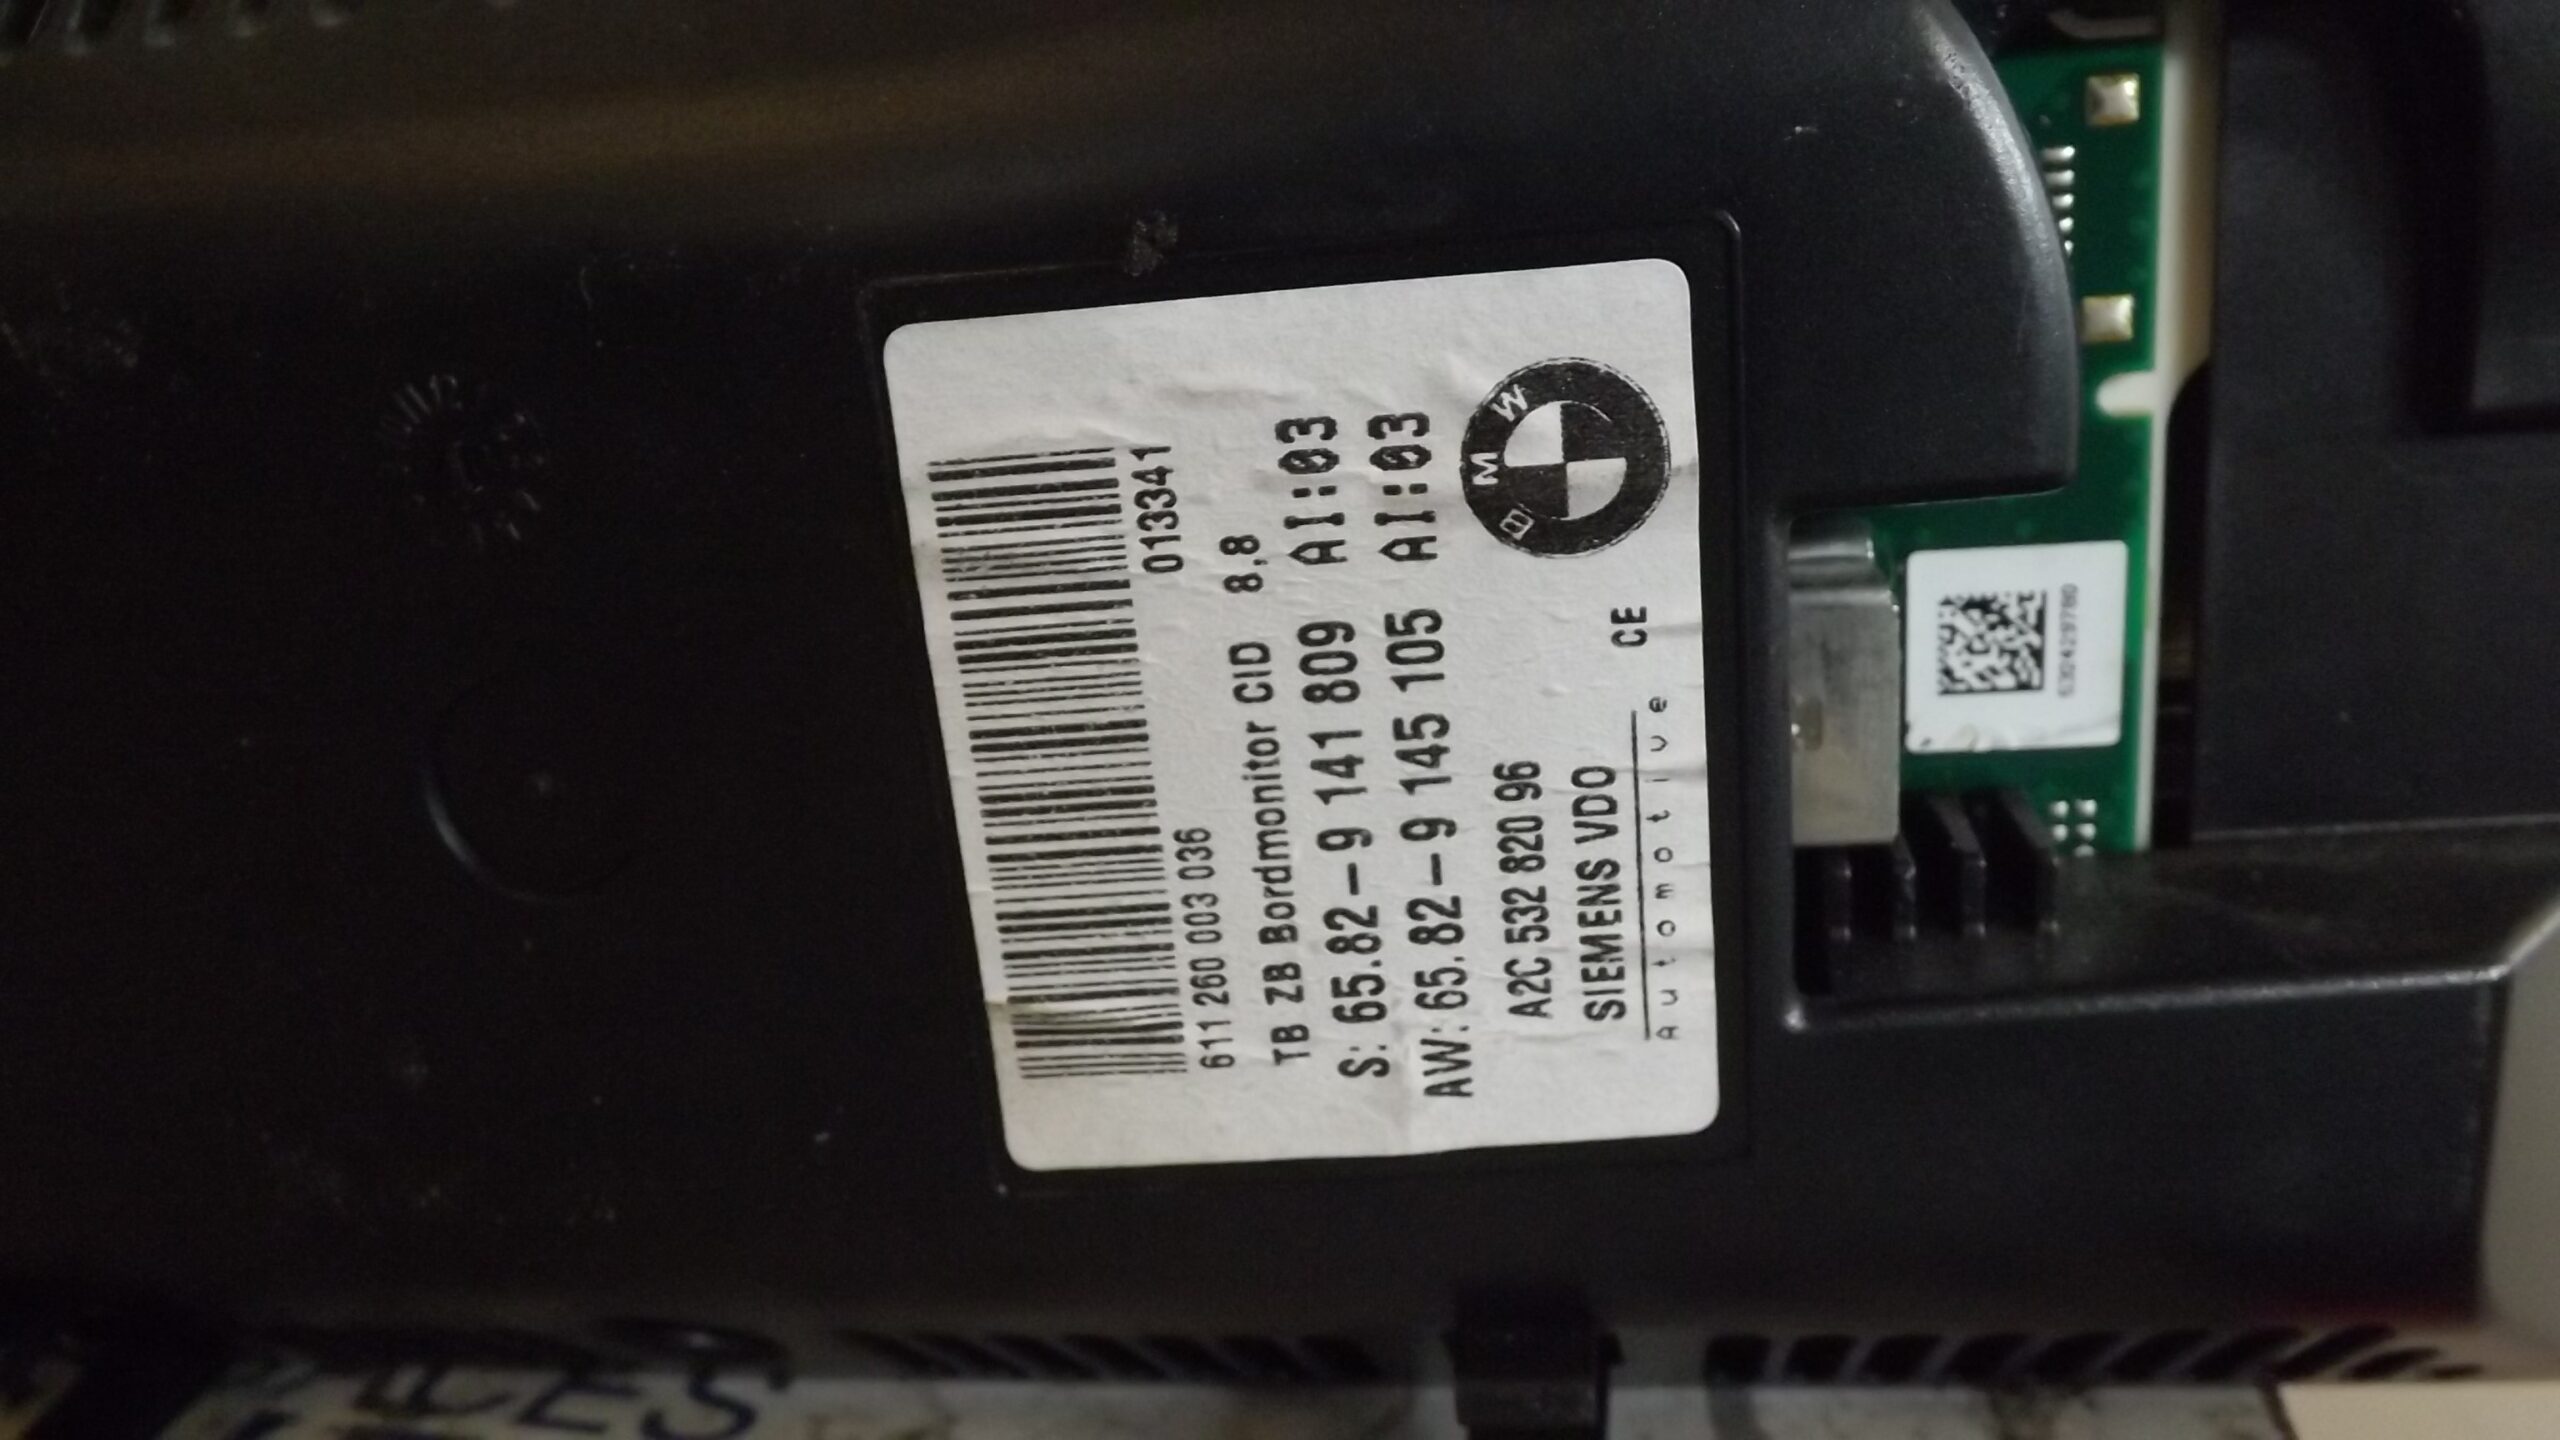 013341
611 260 003 036
TB ZB Bordmonitor CID 8,8
S: 65.82-9 141 809 AI:03
AW: 65.82-9 145 105 AI:03
A2C 532 820 96
SIEMENS VDO CE
Automotive
BMW